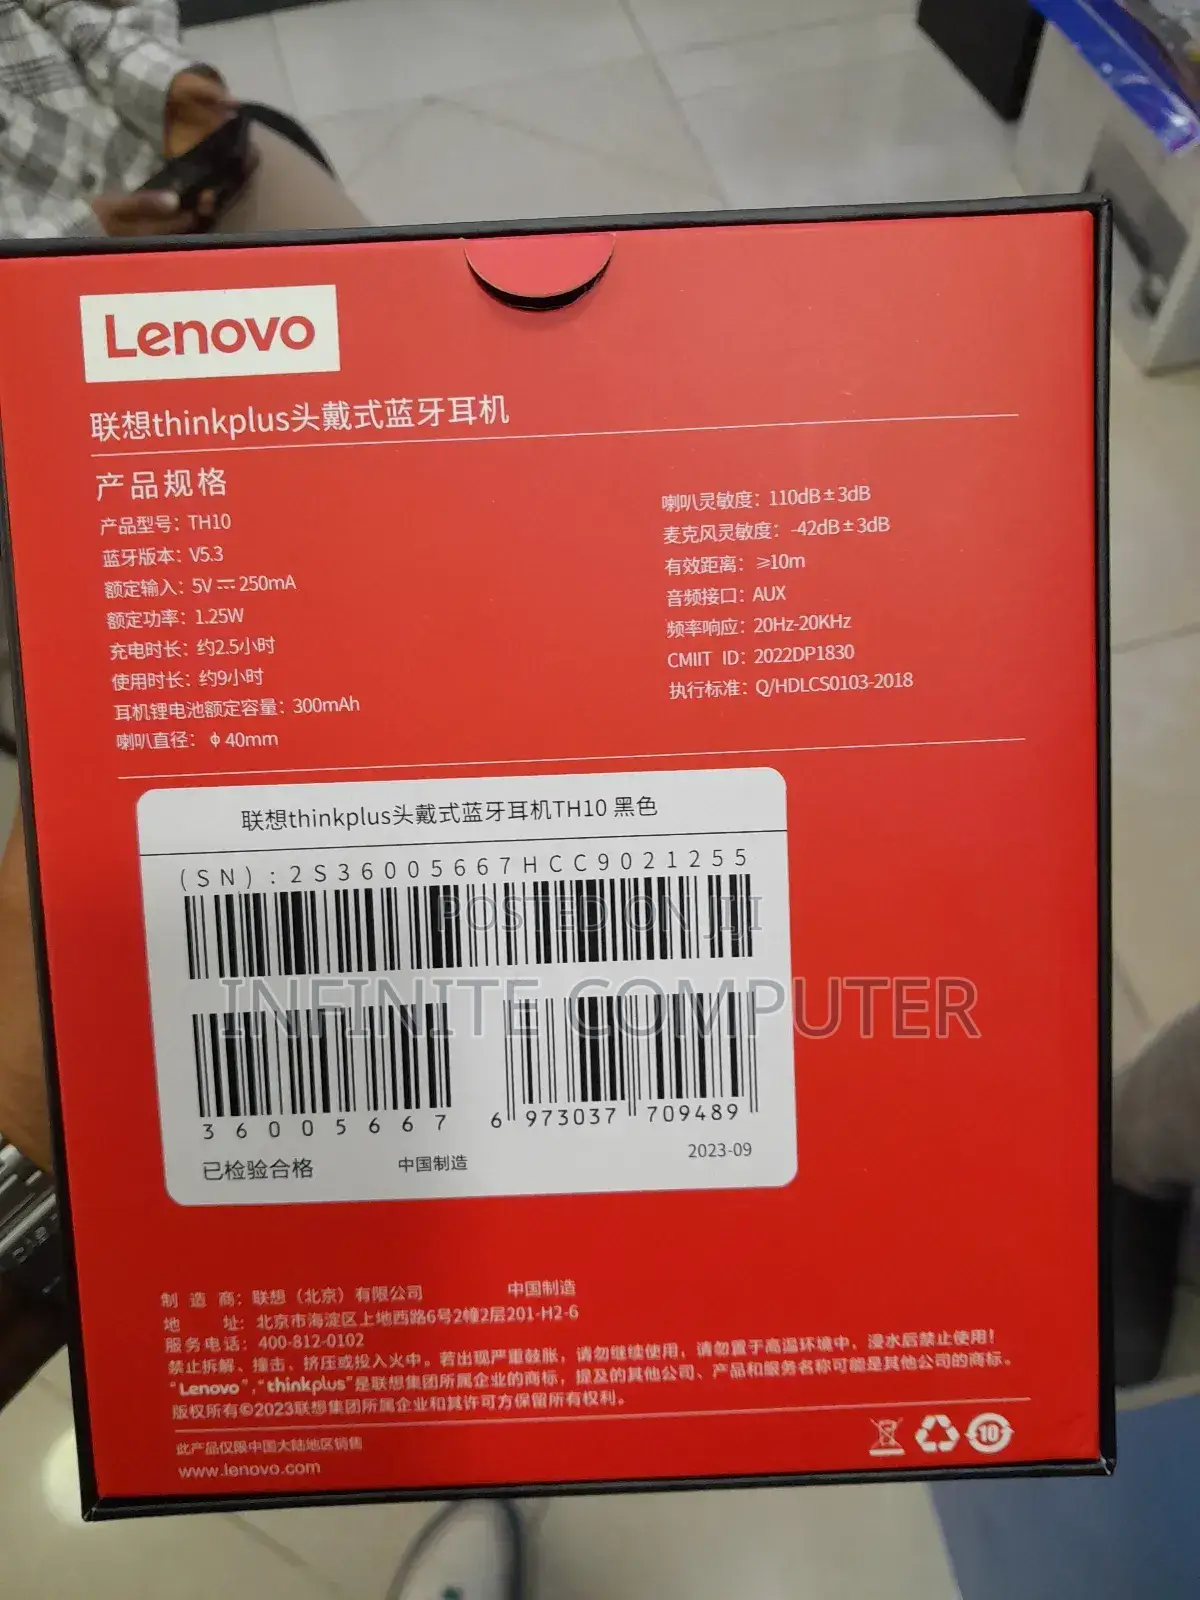 Lenovo
联想thinkplus头戴式蓝牙耳机
产品规格
产品型号：TH10
蓝牙版本：V5.3
额定输入：5V⎓250mA
额定功率：1.25W
充电时长：约2.5小时
使用时长：约9小时
耳机锂电池额定容量：300mAh
喇叭直径：ϕ40mm
喇叭灵敏度：110dB±3dB
麦克风灵敏度：-42dB±3dB
有效距离：≥10m
音频接口：AUX
频率响应：20Hz-20KHz
CMIIT ID：2022DP1830
执行标准：Q/HDLCS0103-2018
联想thinkplus头戴式蓝牙耳机TH10 黑色
(SN):2S36005667HCC9021255
POSTED ON JIJI
INFINITE COMPUTER
36005667
6 973037 709489
已检验合格 中国制造 2023-09
制造商：联想（北京）有限公司 中国制造
地址：北京市海淀区上地西路6号2幢2层201-H2-6
服务电话：400-812-0102
禁止拆解、撞击、挤压或投入火中。若出现严重鼓胀，请勿继续使用，请勿置于高温环境中，浸水后禁止使用！
“Lenovo”,“thinkplus”是联想集团所属企业的商标，提及的其他公司、产品和服务名称可能是其他公司的商标。
版权所有©2023联想集团所属企业和其许可方保留所有权利。
此产品仅限中国大陆地区销售
www.lenovo.com
10